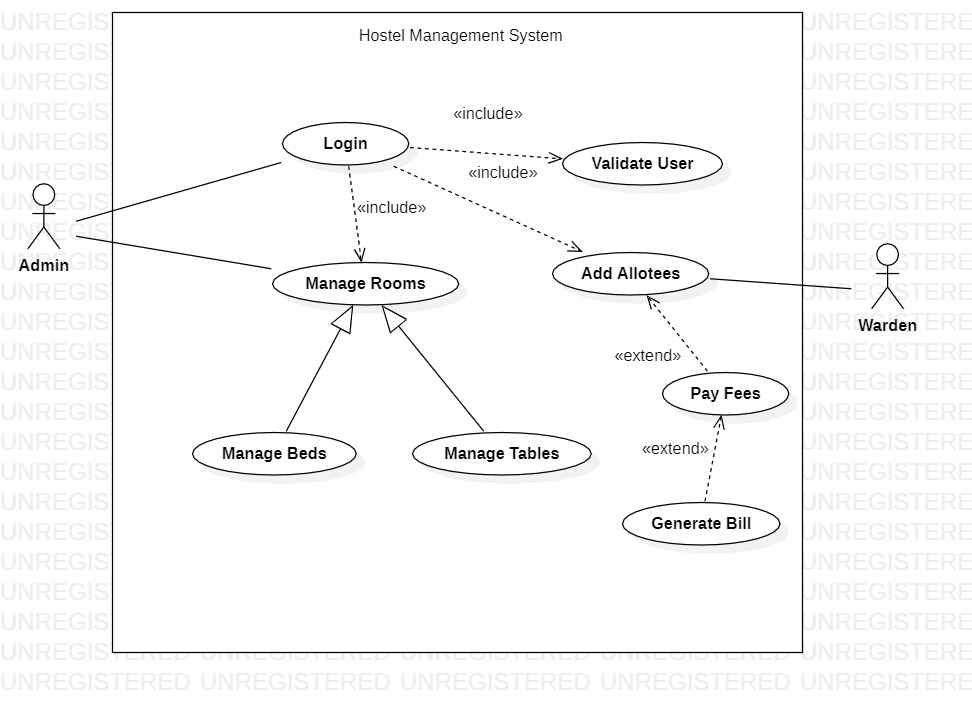 Hostel Management System
«include»
Login
Validate User
«include»
«include»
Admin
Manage Rooms
Add Allotees
Warden
«extend»
Pay Fees
«extend»
Manage Beds
Manage Tables
Generate Bill
UNREGISTERED UNREGISTERED UNREGISTERED UNREGISTERED UNREGISTERE